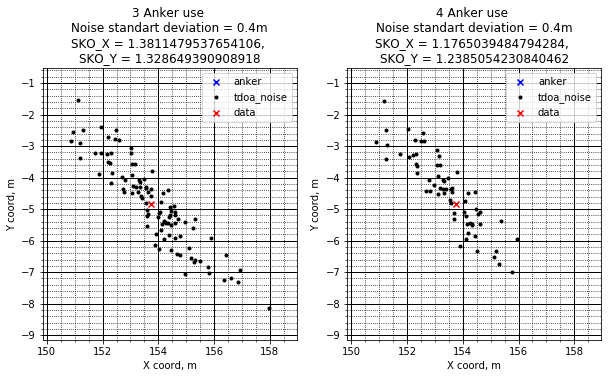 3 Anker use
Noise standart deviation = 0.4m
SKO_X = 1.3811479537654106,
SKO_Y = 1.328649390908918
anker
tdoa_noise
data
Y coord, m
−1
−2
−3
−4
−5
−6
−7
−8
−9
150
152
154
156
158
X coord, m
4 Anker use
Noise standart deviation = 0.4m
SKO_X = 1.1765039484794284,
SKO_Y = 1.2385054230840462
anker
tdoa_noise
data
Y coord, m
−1
−2
−3
−4
−5
−6
−7
−8
−9
150
152
154
156
158
X coord, m